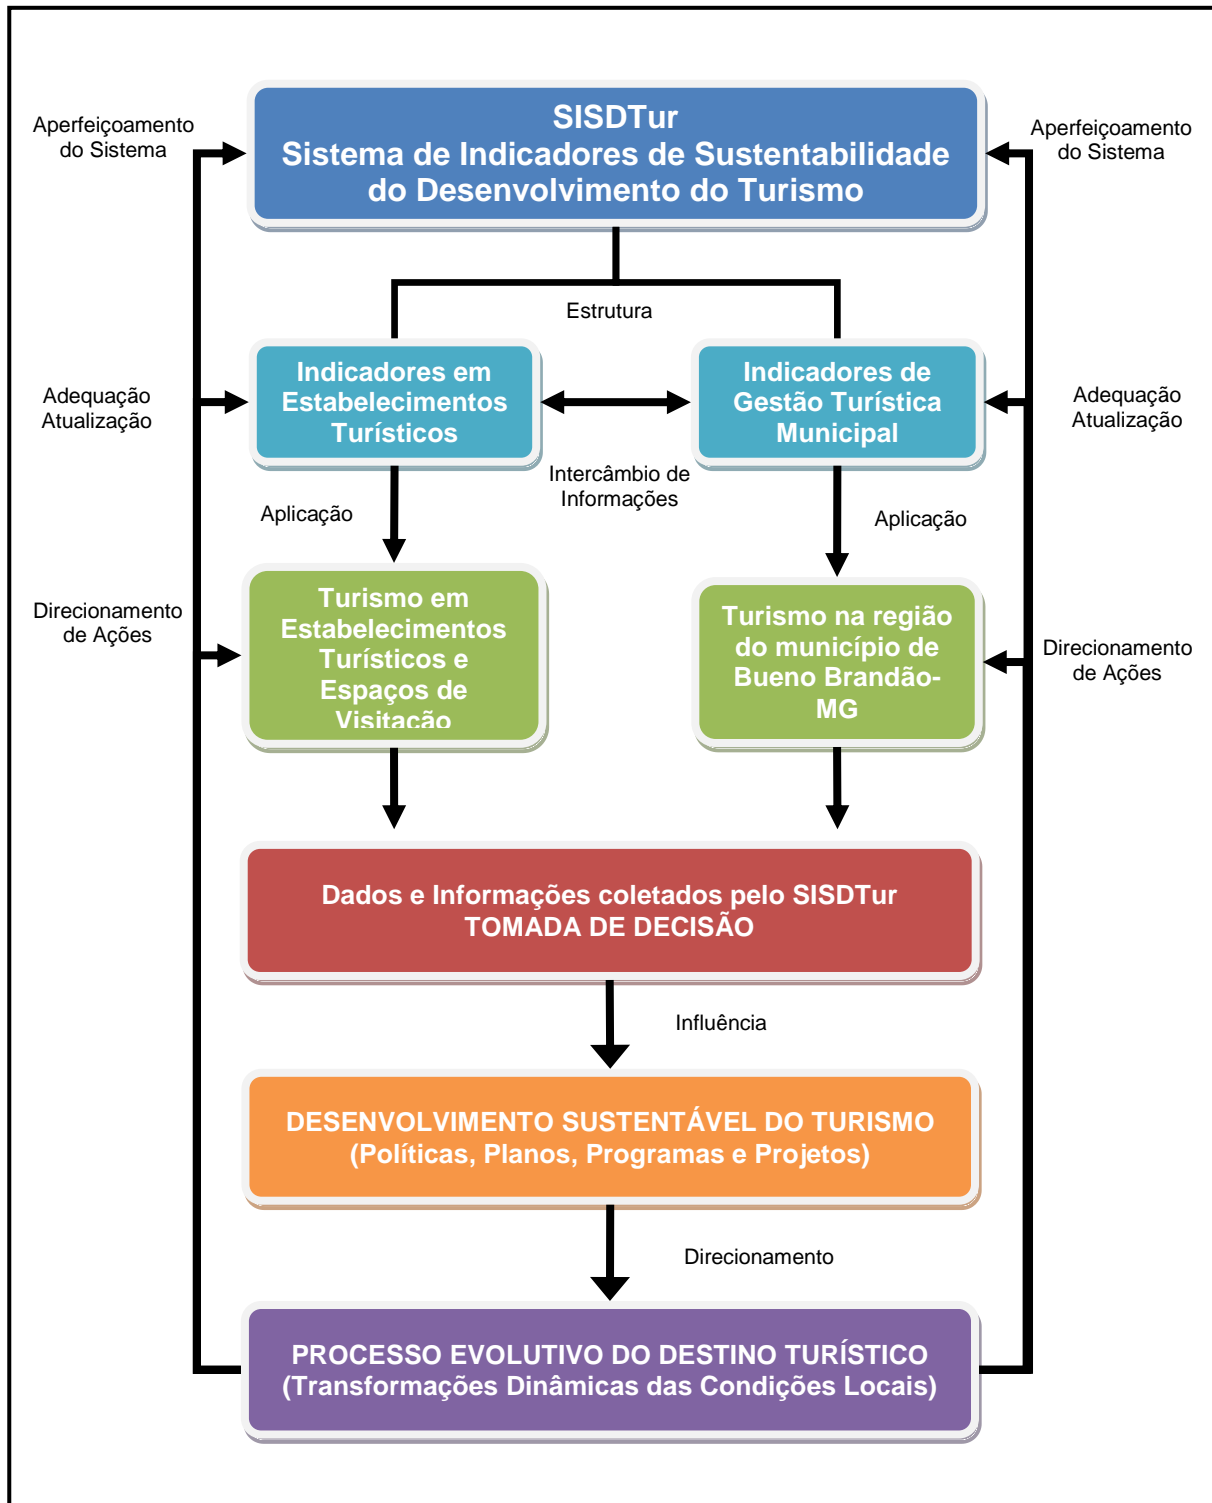 SISDTur
Sistema de Indicadores de Sustentabilidade
do Desenvolvimento do Turismo
Aperfeiçoamento
do Sistema
Aperfeiçoamento
do Sistema
Estrutura
Indicadores em
Estabelecimentos
Turísticos
Indicadores de
Gestão Turística
Municipal
Adequação
Atualização
Adequação
Atualização
Intercâmbio de
Informações
Aplicação
Aplicação
Turismo em
Estabelecimentos
Turísticos e
Espaços de
Visitação
Turismo na região
do município de
Bueno Brandão-
MG
Direcionamento
de Ações
Direcionamento
de Ações
Dados e Informações coletados pelo SISDTur
TOMADA DE DECISÃO
Influência
DESENVOLVIMENTO SUSTENTÁVEL DO TURISMO
(Políticas, Planos, Programas e Projetos)
Direcionamento
PROCESSO EVOLUTIVO DO DESTINO TURÍSTICO
(Transformações Dinâmicas das Condições Locais)